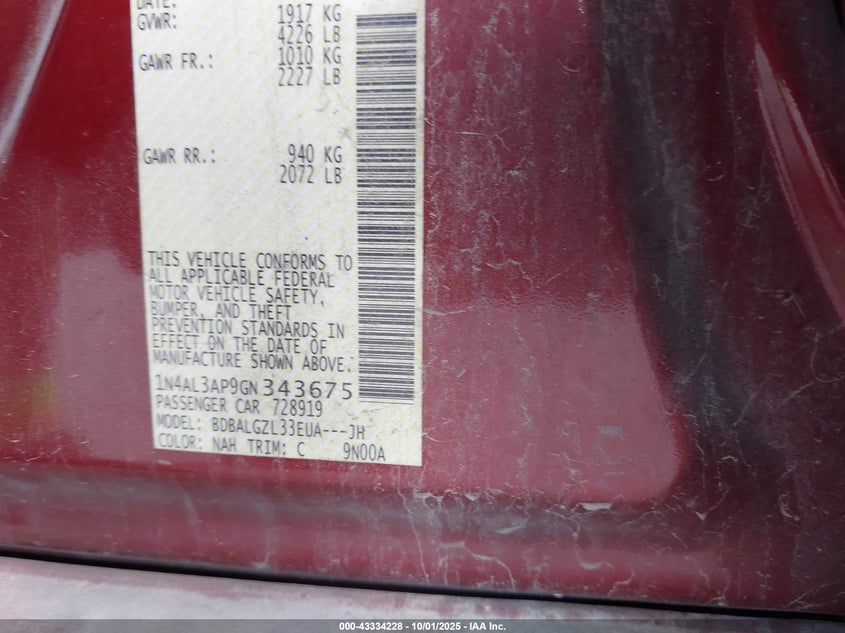 DATE:
GVWR: 1917 KG
4226 LB
GAWR FR.: 1010 KG
2227 LB
GAWR RR.: 940 KG
2072 LB
THIS VEHICLE CONFORMS TO
ALL APPLICABLE FEDERAL
MOTOR VEHICLE SAFETY,
BUMPER, AND THEFT
PREVENTION STANDARDS IN
EFFECT ON THE DATE OF
MANUFACTURE SHOWN ABOVE.
1N4AL3AP9GN343675
PASSENGER CAR 728919
MODEL: BDBALGZL33EUA---JH
COLOR: NAH TRIM: C 9N00A
000-43334228 - 10/01/2025 - IAA Inc.